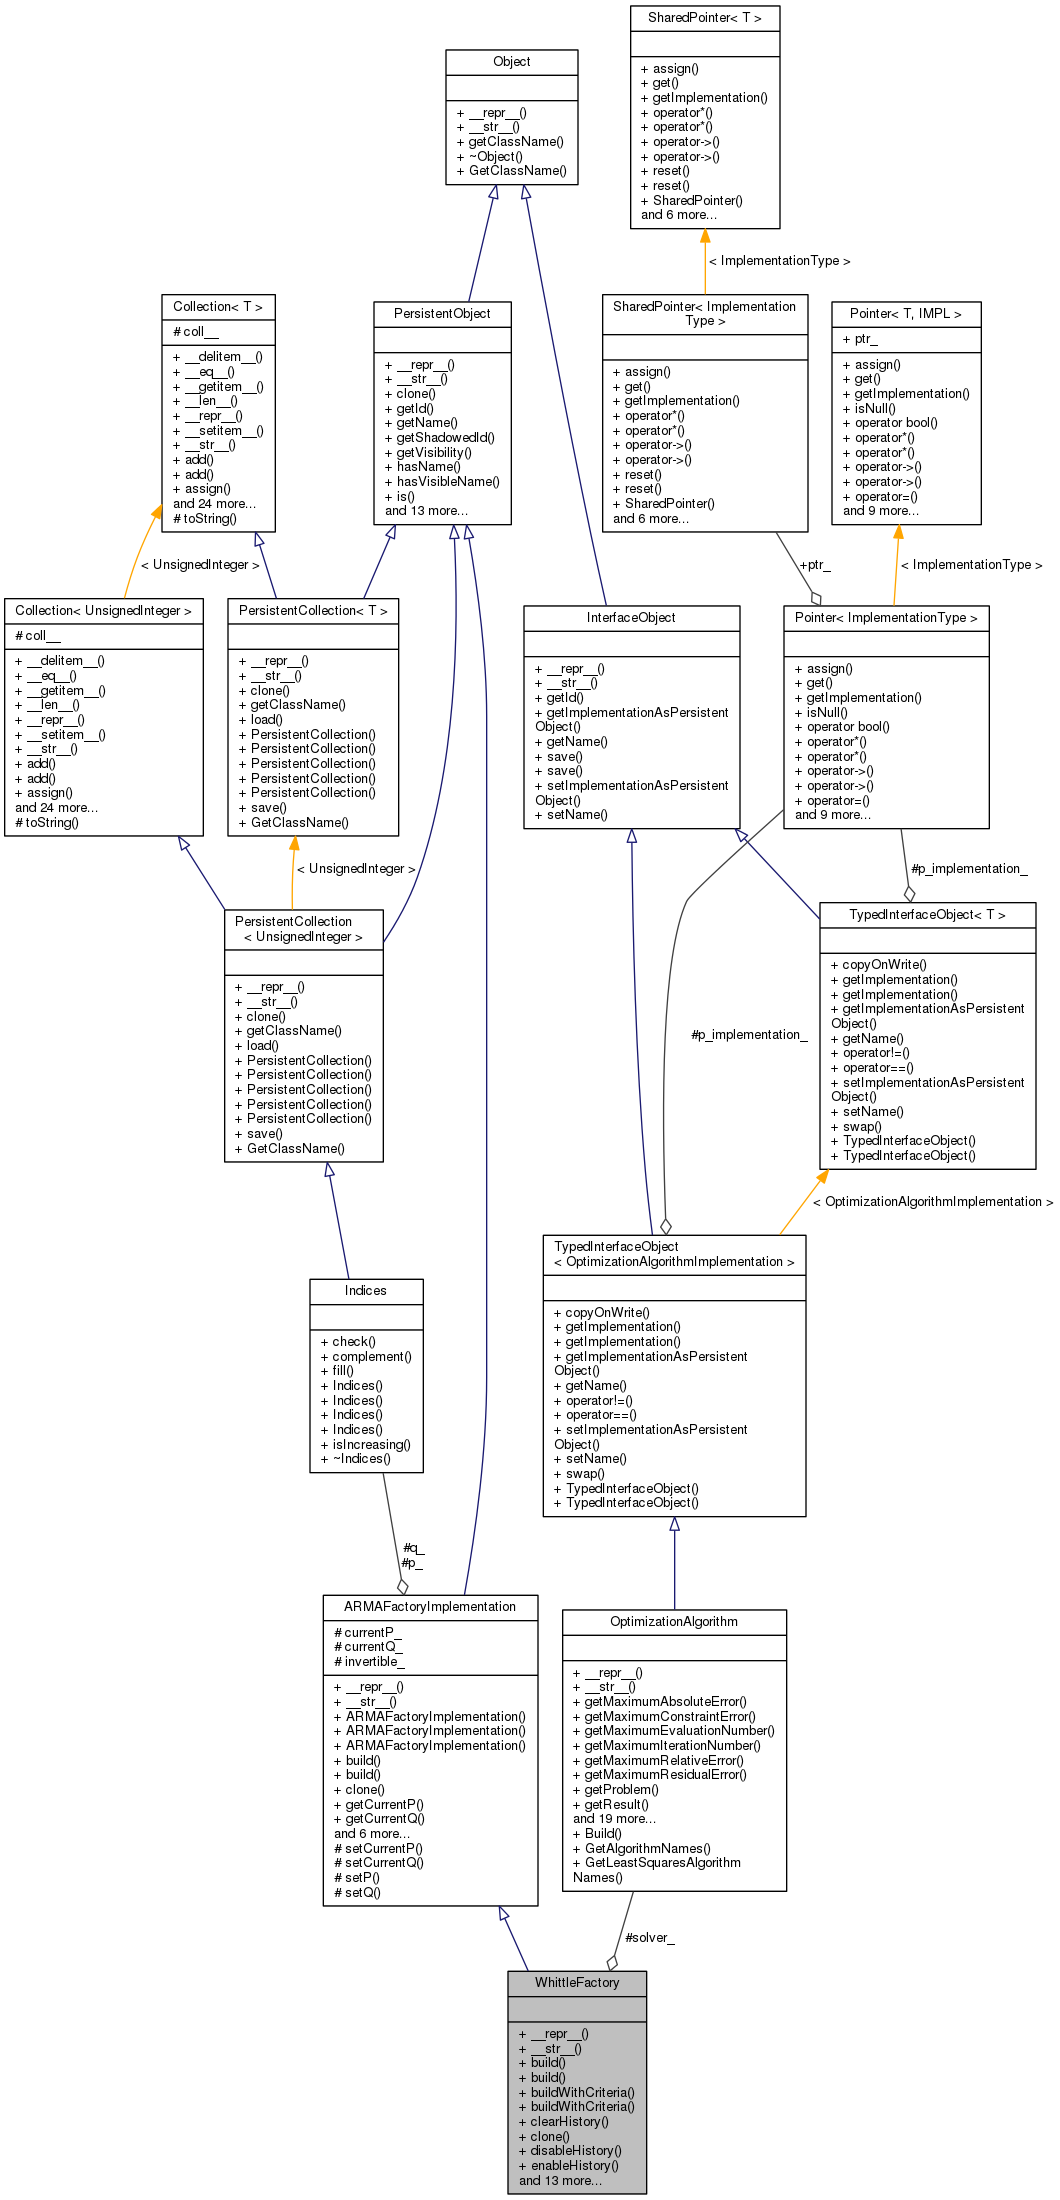 SharedPointer< T >
+ assign()
+ get()
+ getImplementation()
+ operator*()
+ operator*()
+ operator->()
+ operator->()
+ reset()
+ reset()
+ SharedPointer()
and 6 more...
Object
+ __repr__()
+ __str__()
+ getClassName()
+ ~Object()
+ GetClassName()
< ImplementationType >
Collection< T >
# coll__
+ __delitem__()
+ __eq__()
+ __getitem__()
+ __len__()
+ __repr__()
+ __setitem__()
+ __str__()
+ add()
+ add()
+ assign()
and 24 more...
# toString()
PersistentObject
+ __repr__()
+ __str__()
+ clone()
+ getId()
+ getName()
+ getShadowedId()
+ getVisibility()
+ hasName()
+ hasVisibleName()
+ is()
and 13 more...
SharedPointer< Implementation
Type >
+ assign()
+ get()
+ getImplementation()
+ operator*()
+ operator*()
+ operator->()
+ operator->()
+ reset()
+ reset()
+ SharedPointer()
and 6 more...
Pointer< T, IMPL >
+ ptr_
+ assign()
+ get()
+ getImplementation()
+ isNull()
+ operator bool()
+ operator*()
+ operator*()
+ operator->()
+ operator->()
+ operator=()
and 9 more...
< UnsignedInteger >
+ptr_
< ImplementationType >
Collection< UnsignedInteger >
# coll__
+ __delitem__()
+ __eq__()
+ __getitem__()
+ __len__()
+ __repr__()
+ __setitem__()
+ __str__()
+ add()
+ add()
+ assign()
and 24 more...
# toString()
PersistentCollection< T >
+ __repr__()
+ __str__()
+ clone()
+ getClassName()
+ load()
+ PersistentCollection()
+ PersistentCollection()
+ PersistentCollection()
+ PersistentCollection()
+ PersistentCollection()
+ save()
+ GetClassName()
InterfaceObject
+ __repr__()
+ __str__()
+ getId()
+ getImplementationAsPersistent
Object()
+ getName()
+ save()
+ save()
+ setImplementationAsPersistent
Object()
+ setName()
Pointer< ImplementationType >
+ assign()
+ get()
+ getImplementation()
+ isNull()
+ operator bool()
+ operator*()
+ operator*()
+ operator->()
+ operator->()
+ operator=()
and 9 more...
< UnsignedInteger >
#p_implementation_
PersistentCollection
< UnsignedInteger >
+ __repr__()
+ __str__()
+ clone()
+ getClassName()
+ load()
+ PersistentCollection()
+ PersistentCollection()
+ PersistentCollection()
+ PersistentCollection()
+ PersistentCollection()
+ save()
+ GetClassName()
#p_implementation_
TypedInterfaceObject< T >
+ copyOnWrite()
+ getImplementation()
+ getImplementation()
+ getImplementationAsPersistent
Object()
+ getName()
+ operator!=()
+ operator==()
+ setImplementationAsPersistent
Object()
+ setName()
+ swap()
+ TypedInterfaceObject()
+ TypedInterfaceObject()
< OptimizationAlgorithmImplementation >
Indices
+ check()
+ complement()
+ fill()
+ Indices()
+ Indices()
+ Indices()
+ Indices()
+ isIncreasing()
+ ~Indices()
TypedInterfaceObject
< OptimizationAlgorithmImplementation >
+ copyOnWrite()
+ getImplementation()
+ getImplementation()
+ getImplementationAsPersistent
Object()
+ getName()
+ operator!=()
+ operator==()
+ setImplementationAsPersistent
Object()
+ setName()
+ swap()
+ TypedInterfaceObject()
+ TypedInterfaceObject()
#q_
#p_
ARMAFactoryImplementation
# currentP_
# currentQ_
# invertible_
+ __repr__()
+ __str__()
+ ARMAFactoryImplementation()
+ ARMAFactoryImplementation()
+ ARMAFactoryImplementation()
+ build()
+ build()
+ clone()
+ getCurrentP()
+ getCurrentQ()
and 6 more...
# setCurrentP()
# setCurrentQ()
# setP()
# setQ()
OptimizationAlgorithm
+ __repr__()
+ __str__()
+ getMaximumAbsoluteError()
+ getMaximumConstraintError()
+ getMaximumEvaluationNumber()
+ getMaximumIterationNumber()
+ getMaximumRelativeError()
+ getMaximumResidualError()
+ getProblem()
+ getResult()
and 19 more...
+ Build()
+ GetAlgorithmNames()
+ GetLeastSquaresAlgorithm
Names()
#solver_
WhittleFactory
+ __repr__()
+ __str__()
+ build()
+ build()
+ buildWithCriteria()
+ buildWithCriteria()
+ clearHistory()
+ clone()
+ disableHistory()
+ enableHistory()
and 13 more...